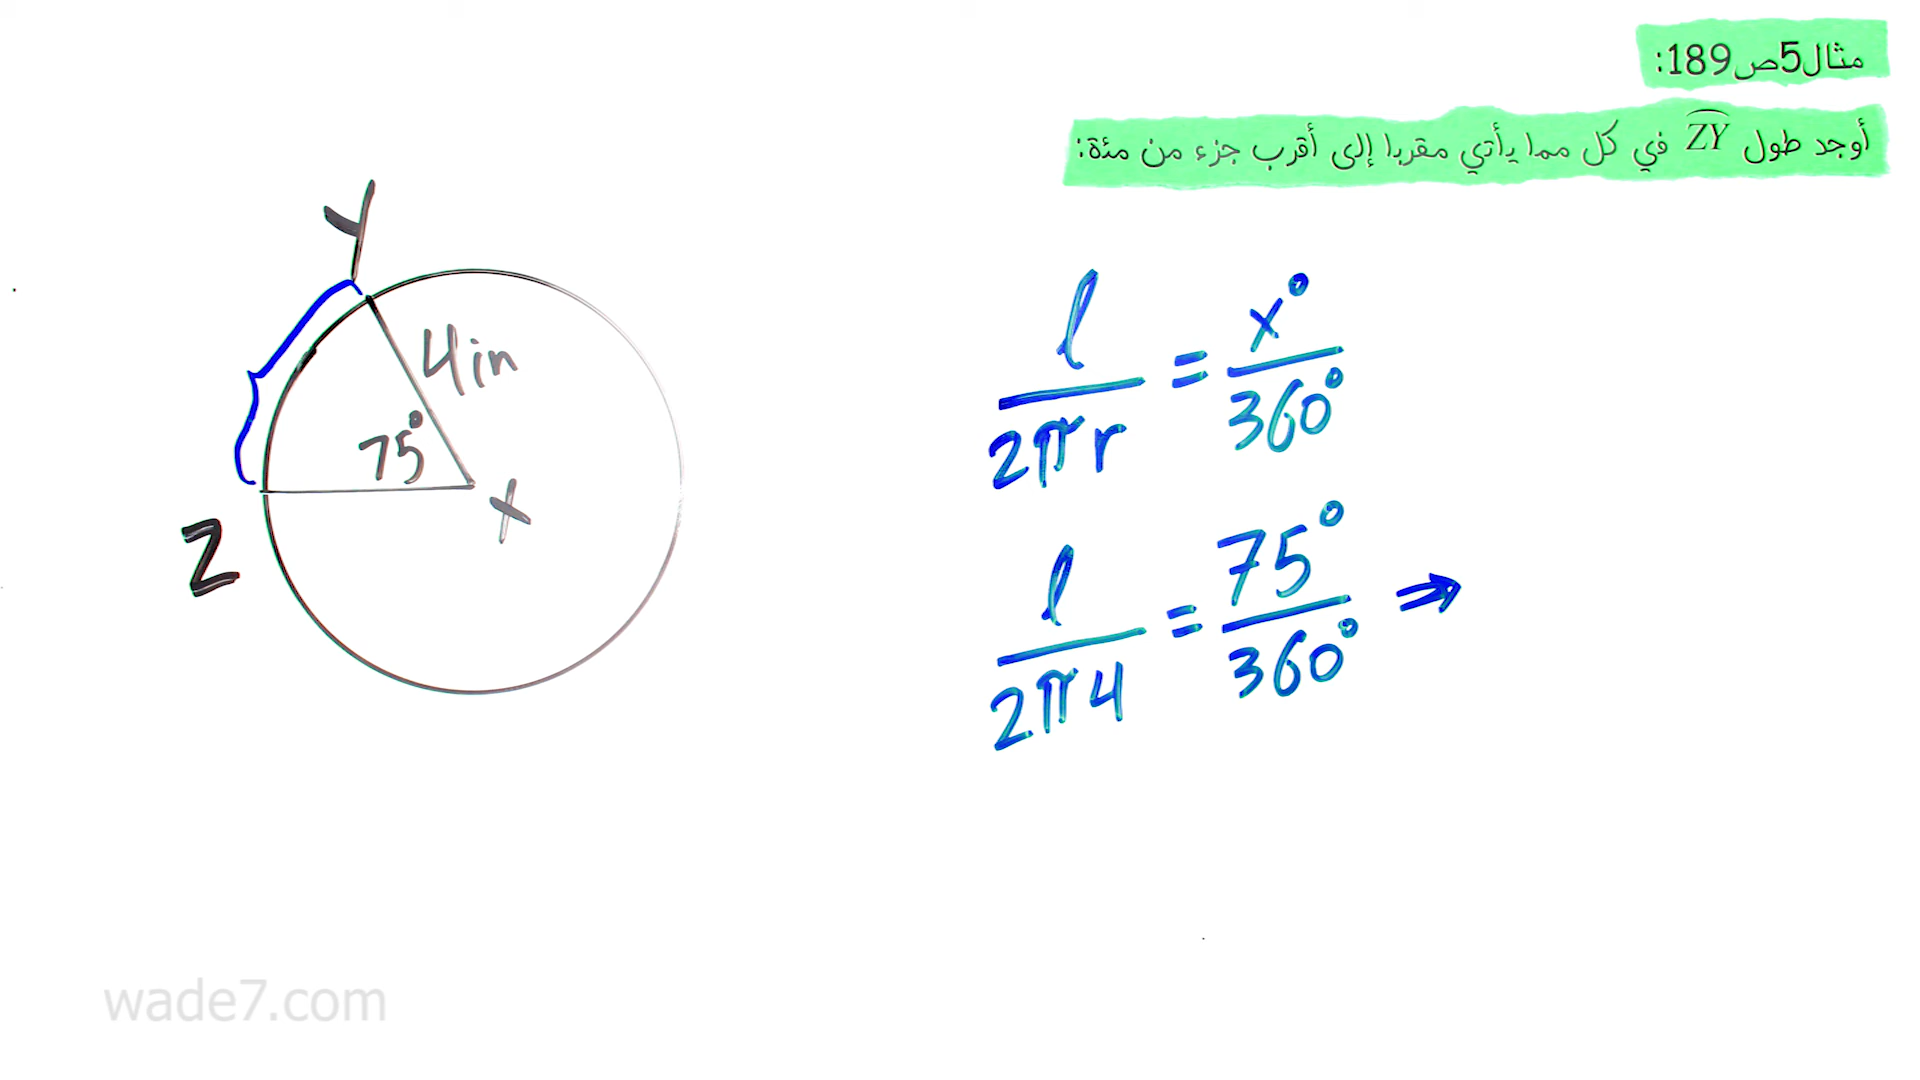 مثال5ص189:
أوجد طول ZY في كل مما يأتي مقربا إلى أقرب جزء من مئة:
Y
4in
75°
X
Z
l/2πr = x°/360°
l/2π4 = 75°/360° ⇒
wade7.com